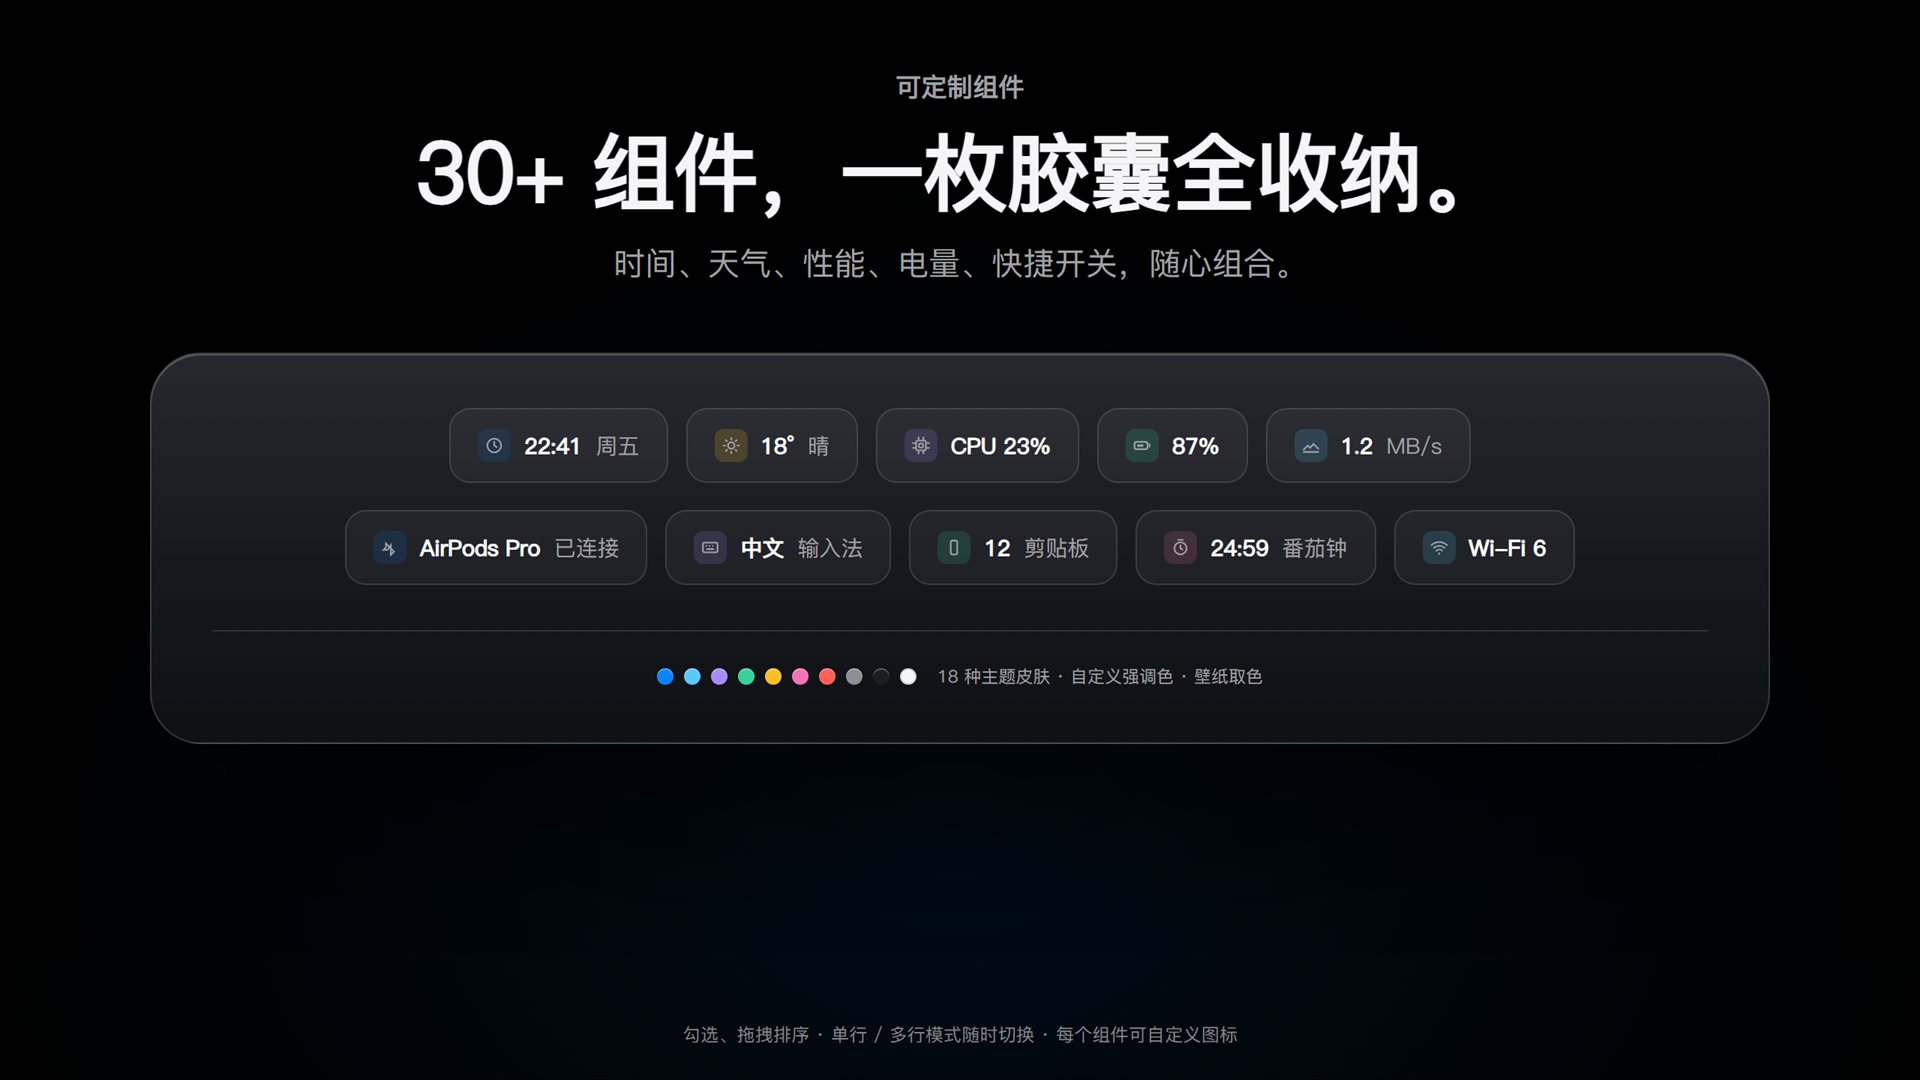 可定制组件
30+ 组件，一枚胶囊全收纳。
时间、天气、性能、电量、快捷开关，随心组合。
22:41 周五 18° 晴 CPU 23% 87% 1.2 MB/s
AirPods Pro 已连接 中文 输入法 12 剪贴板 24:59 番茄钟 Wi-Fi 6
18 种主题皮肤 · 自定义强调色 · 壁纸取色
勾选、拖拽排序 · 单行 / 多行模式随时切换 · 每个组件可自定义图标